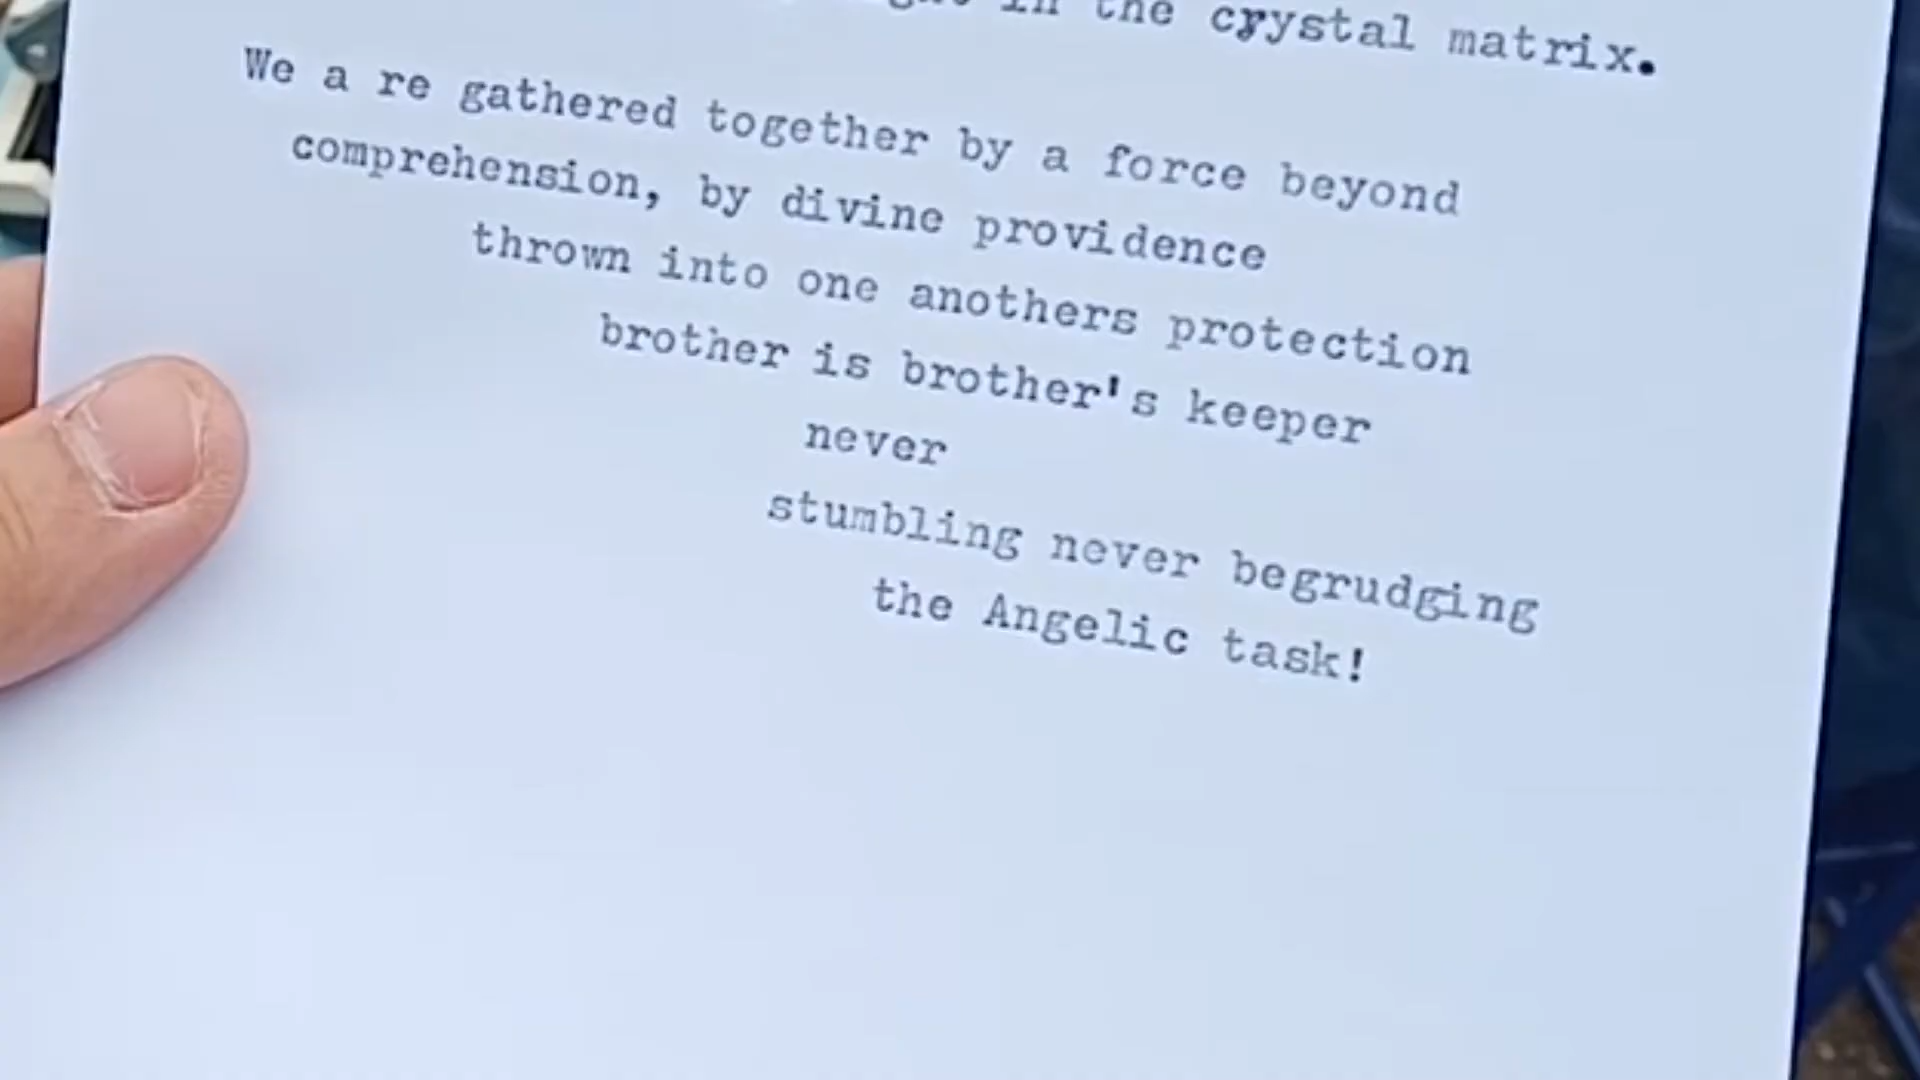 in the crystal matrix.
We a re gathered together by a force beyond
comprehension, by divine providence
thrown into one anothers protection
brother is brother's keeper
never
stumbling never begrudging
the Angelic task!